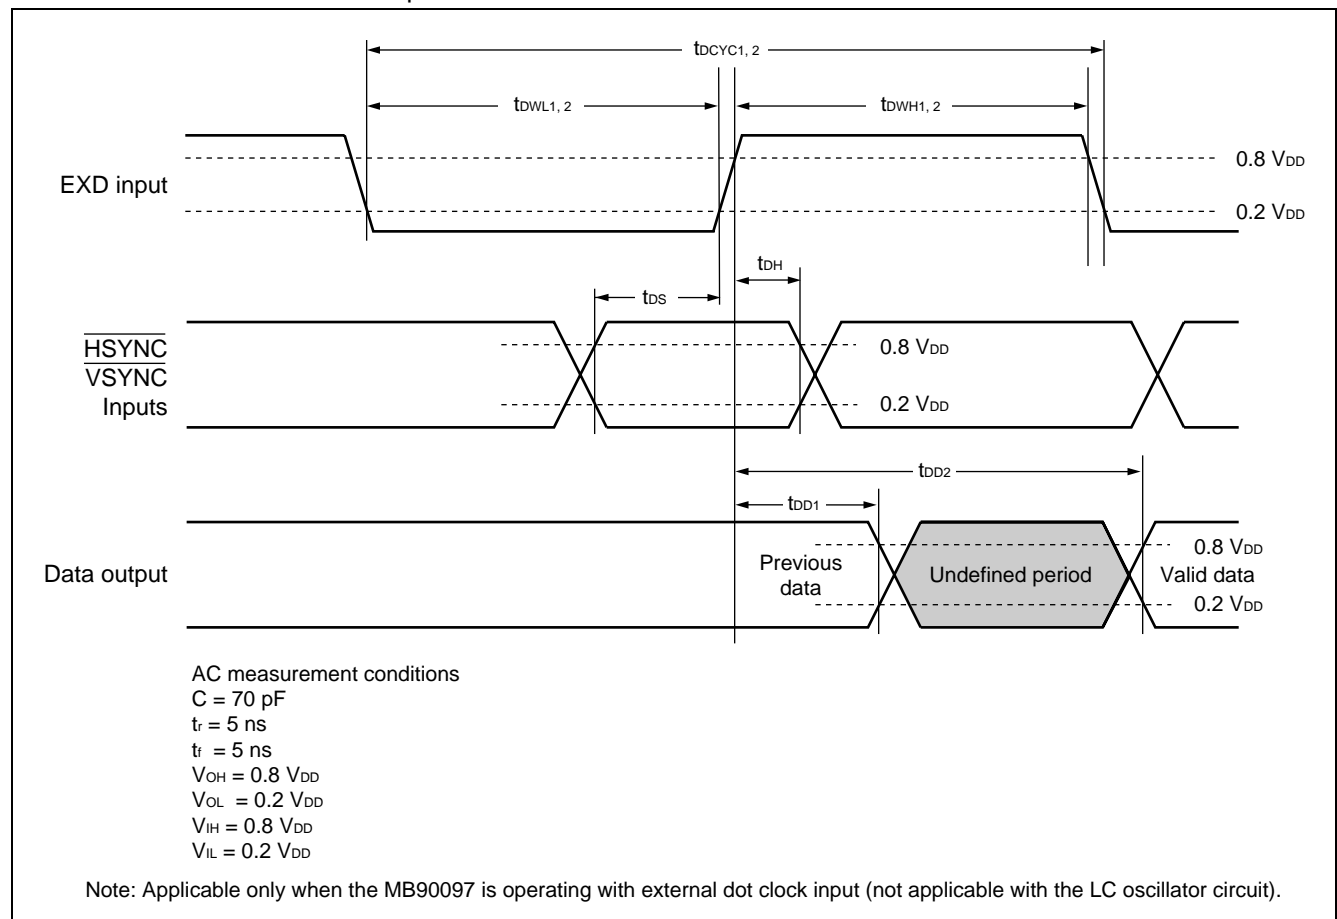 tDCYC1, 2
tDWL1, 2
tDWH1, 2
0.8 VDD
EXD input
0.2 VDD
tDH
tDS
HSYNC
VSYNC
Inputs
0.8 VDD
0.2 VDD
tDD2
tDD1
Data output
Previous
data
Undefined period
0.8 VDD
Valid data
0.2 VDD
AC measurement conditions
C = 70 pF
tr = 5 ns
tf = 5 ns
VOH = 0.8 VDD
VOL = 0.2 VDD
VIH = 0.8 VDD
VIL = 0.2 VDD
Note: Applicable only when the MB90097 is operating with external dot clock input (not applicable with the LC oscillator circuit).